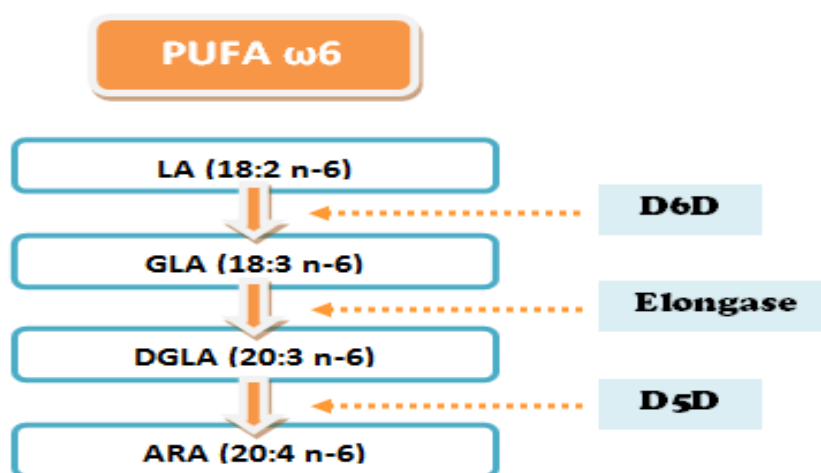 PUFA ω6
LA (18:2 n-6)
D6D
GLA (18:3 n-6)
Elongase
DGLA (20:3 n-6)
D5D
ARA (20:4 n-6)